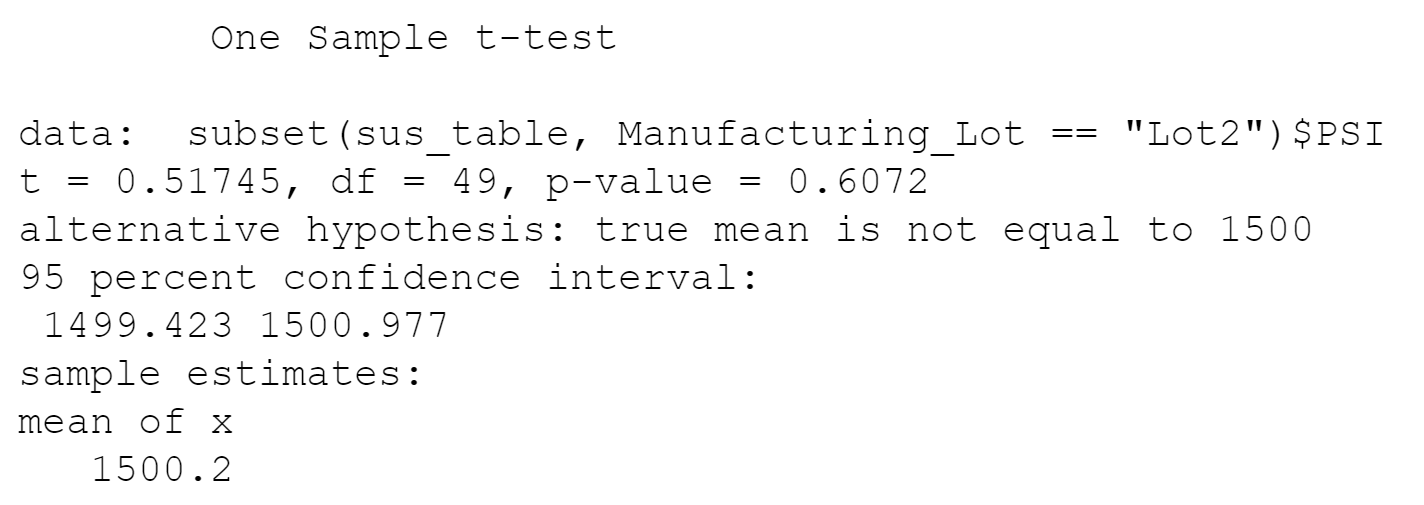 One Sample t-test
data:  subset(sus_table, Manufacturing_Lot == "Lot2")$PSI
t = 0.51745, df = 49, p-value = 0.6072
alternative hypothesis: true mean is not equal to 1500
95 percent confidence interval:
1499.423 1500.977
sample estimates:
mean of x
1500.2